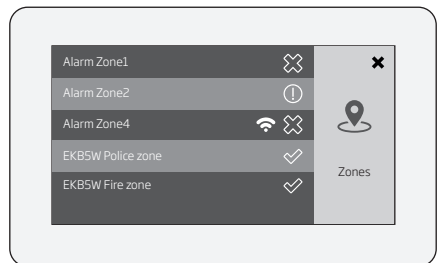 Alarm Zone1
Alarm Zone2
Alarm Zone4
EKB5W Police zone
EKB5W Fire zone
Zones